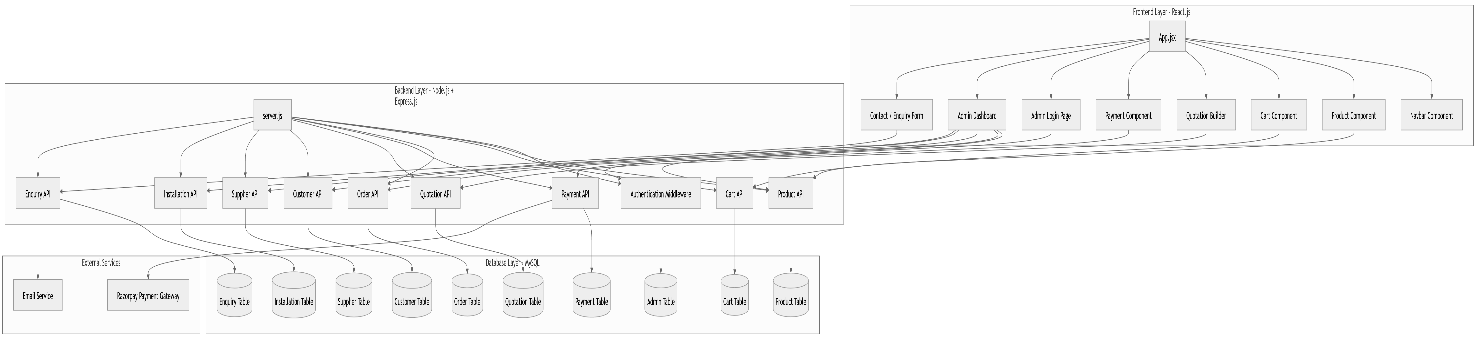 Frontend Layer - React.js
App.jsx
Backend Layer - Node.js +
Express.js
server.js
Contact / Enquiry Form
Admin Dashboard
Admin Login Page
Payment Component
Quotation Builder
Cart Component
Product Component
Navbar Component
Enquiry API
Installation API
Supplier API
Customer API
Order API
Quotation API
Payment API
Authentication Middleware
Cart API
Product API
External Services
Database Layer - MySQL
Email Service
Razorpay Payment Gateway
Enquiry Table
Installation Table
Supplier Table
Customer Table
Order Table
Quotation Table
Payment Table
Admin Table
Cart Table
Product Table